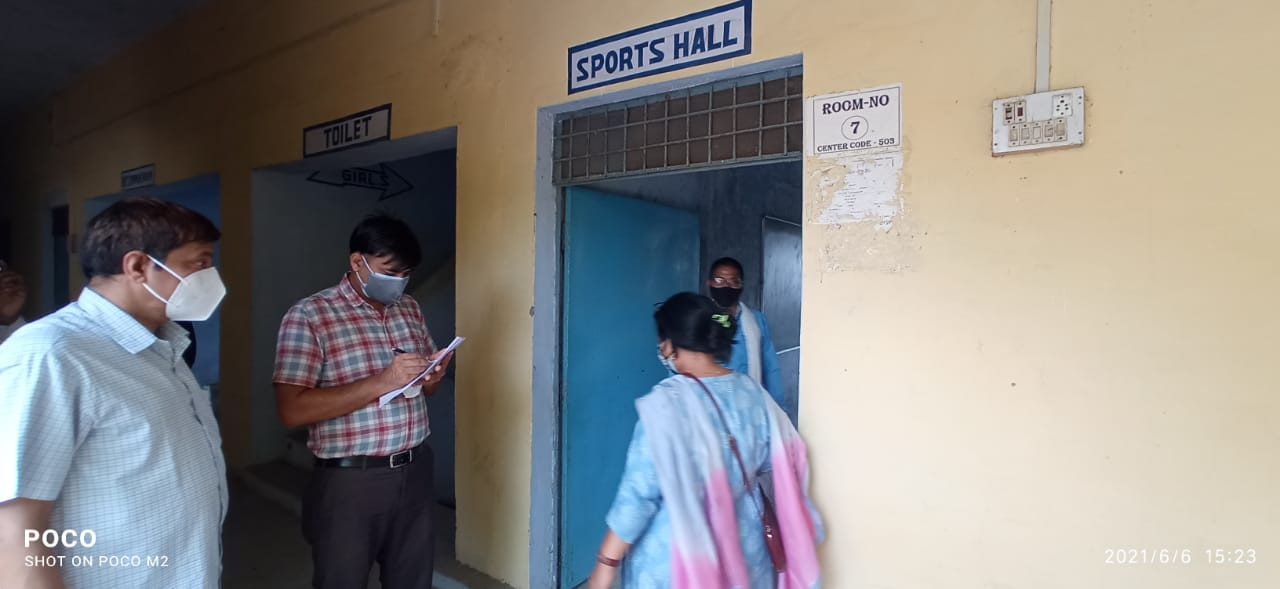 SPORTS HALL
TOILET
GIRLS
ROOM-NO
7
CENTER CODE - 503
POCO
SHOT ON POCO M2
2021/6/6 15:23